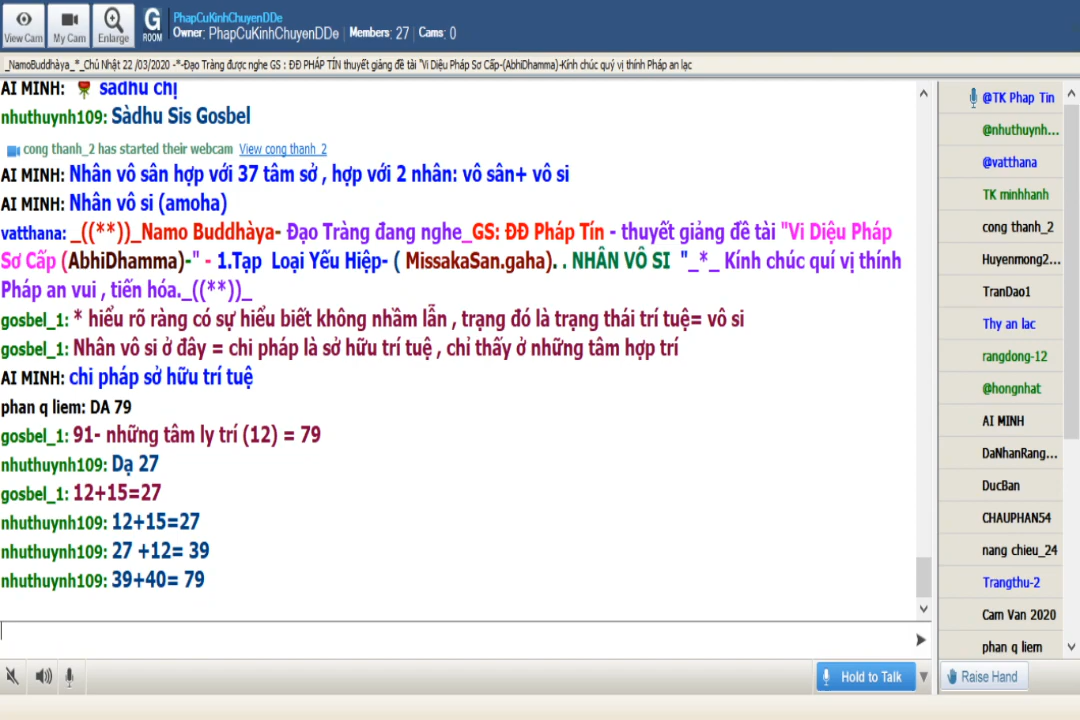 View Cam
My Cam
Enlarge
G
ROOM
PhapCuKinhChuyenDDe
Owner: PhapCuKinhChuyenDDe Members: 27 Cams: 0
_NamoBuddhàya_*_Chủ Nhật 22 /03/2020 -*-Đạo Tràng được nghe GS : ĐĐ PHÁP TÍN thuyết giảng đề tài "Vi Diệu Pháp Sơ Cấp-(AbhiDhamma)-Kính chúc quý vị thính Pháp an lạc
AI MINH: sadhu chị
nhuthuynh109: Sàdhu Sis Gosbel
cong thanh_2 has started their webcam View cong thanh_2
AI MINH: Nhân vô sân hợp với 37 tâm sở , hợp với 2 nhân: vô sân+ vô si
AI MINH: Nhân vô si (amoha)
vatthana: _((**))_Namo Buddhàya- Đạo Tràng đang nghe_GS: ĐĐ Pháp Tín - thuyết giảng đề tài "Vi Diệu Pháp
Sơ Cấp (AbhiDhamma)-" - 1.Tạp Loại Yếu Hiệp- ( MissakaSan.gaha). . NHÂN VÔ SI "_*_ Kính chúc quí vị thính
Pháp an vui , tiến hóa._((**))_
gosbel_1: * hiểu rõ ràng có sự hiểu biết không nhầm lẫn , trạng đó là trạng thái trí tuệ= vô si
gosbel_1: Nhân vô si ở đây = chi pháp là sở hữu trí tuệ , chỉ thấy ở những tâm hợp trí
AI MINH: chi pháp sở hữu trí tuệ
phan q liem: DA 79
gosbel_1: 91- những tâm ly trí (12) = 79
nhuthuynh109: Dạ 27
gosbel_1: 12+15=27
nhuthuynh109: 12+15=27
nhuthuynh109: 27 +12= 39
nhuthuynh109: 39+40= 79
@TK Phap Tin
@nhuthuynh...
@vatthana
TK minhhanh
cong thanh_2
Huyenmong2...
TranDao1
Thy an lac
rangdong-12
@hongnhat
AI MINH
DaNhanRang...
DucBan
CHAUPHAN54
nang chieu_24
Trangthu-2
Cam Van 2020
phan q liem
Hold to Talk
Raise Hand